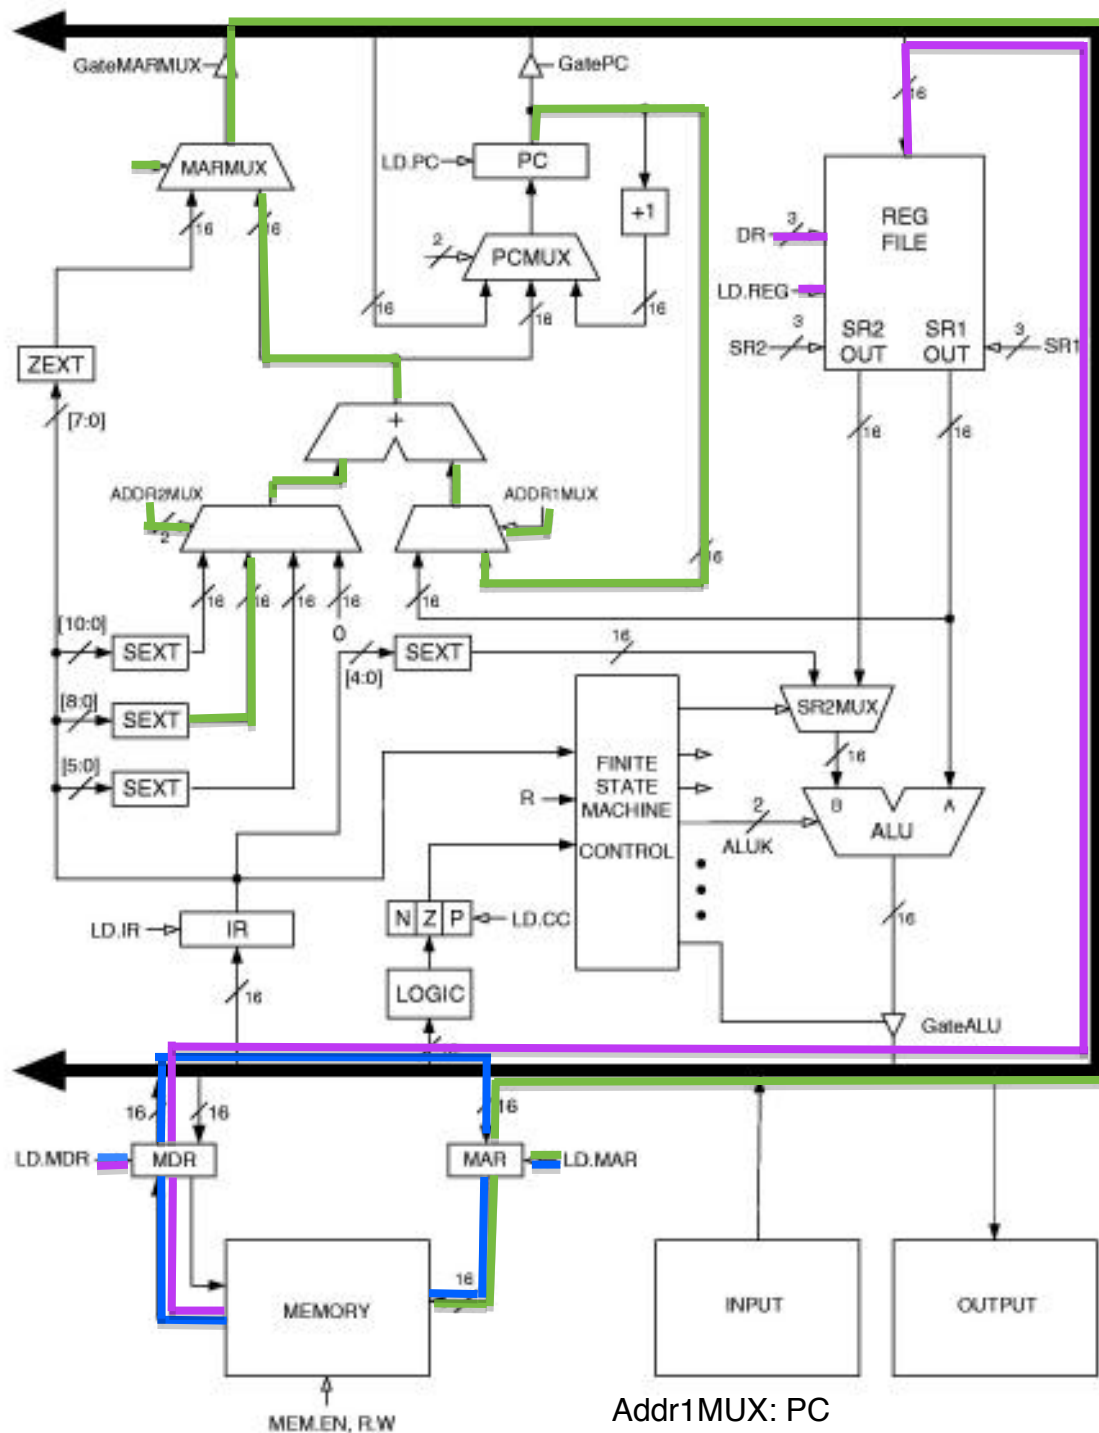 GateMARMUX
GatePC
16
MARMUX
LD.PC
PC
16
16
+1
REG
FILE
DR
3
2
PCMUX
LD.REG
16
16
16
SR2
3
SR2
OUT
SR1
OUT
3
SR1
ZEXT
[7:0]
+
16
16
ADDR2MUX
2
ADDR1MUX
16
16
16
16
16
16
0
[10:0]
SEXT
[4:0]
SEXT
16
[8:0]
SEXT
SR2MUX
[5:0]
SEXT
16
FINITE
STATE
MACHINE
CONTROL
R
B
A
ALU
2
ALUK
N Z P
LD.CC
LD.IR
IR
16
16
LOGIC
GateALU
16
16
16
LD.MDR
MDR
MAR
LD.MAR
16
MEMORY
INPUT
OUTPUT
MEM.EN, R.W
Addr1MUX: PC